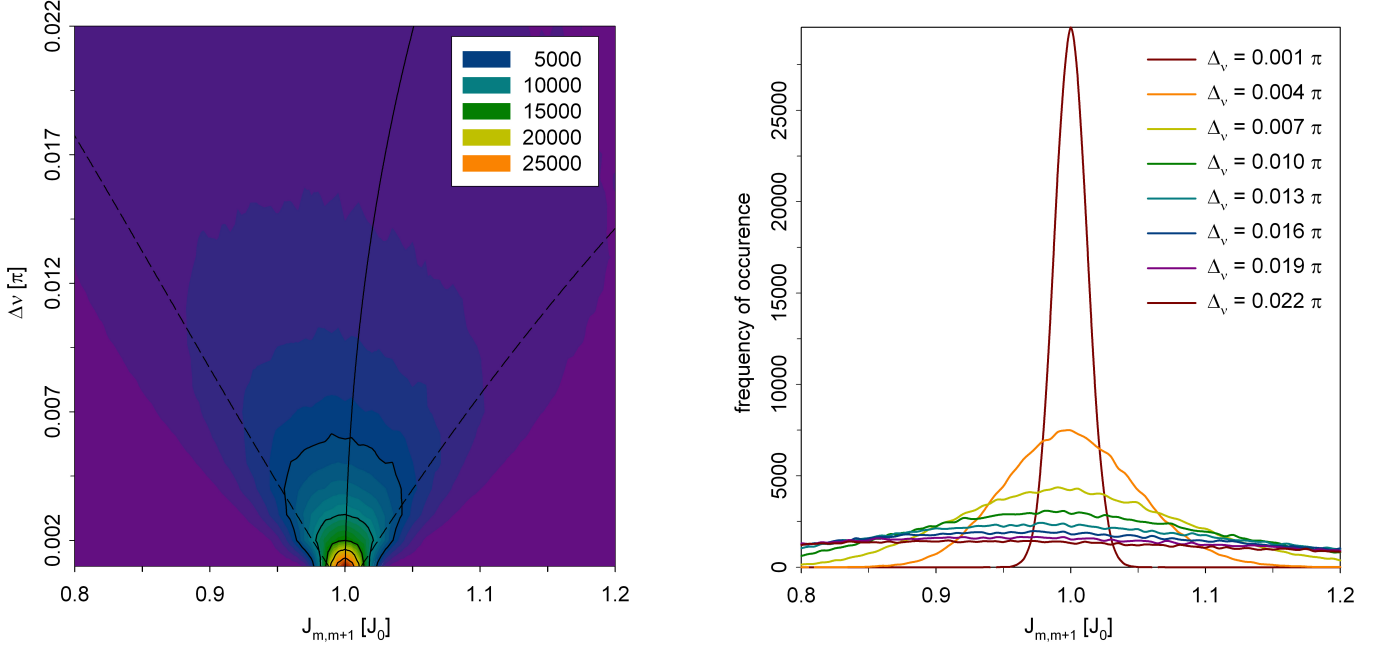 0.022
0.017
0.012
0.007
0.002
Δν [π]
0.8 0.9 1.0 1.1 1.2
J_{m,m+1} [J_0]
5000
10000
15000
20000
25000
frequency of occurence
25000
20000
15000
10000
5000
0
0.8 0.9 1.0 1.1 1.2
J_{m,m+1} [J_0]
Δ_ν = 0.001 π
Δ_ν = 0.004 π
Δ_ν = 0.007 π
Δ_ν = 0.010 π
Δ_ν = 0.013 π
Δ_ν = 0.016 π
Δ_ν = 0.019 π
Δ_ν = 0.022 π